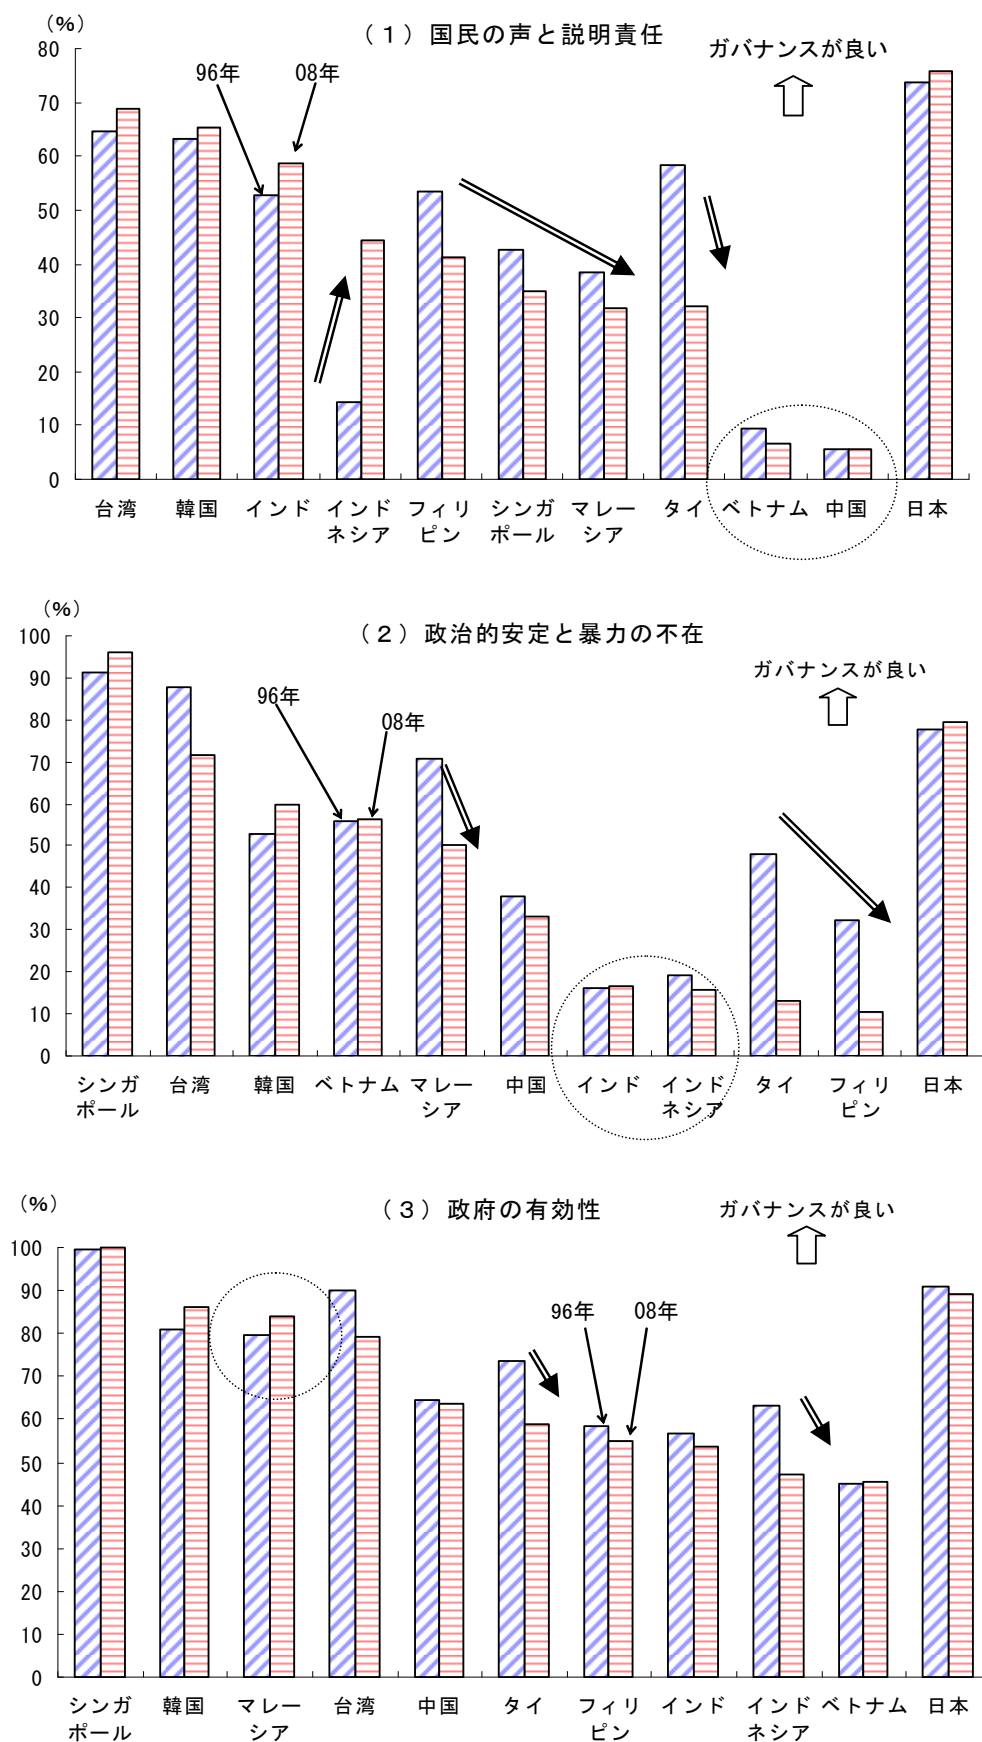 （%）
（１）国民の声と説明責任
ガバナンスが良い
96年 08年
80
70
60
50
40
30
20
10
0
台湾 韓国 インド インド フィリ シンガ マレー タイ ベトナム 中国 日本
ネシア ピン ポール シア
（%）
（２）政治的安定と暴力の不在
ガバナンスが良い
96年
08年
100
90
80
70
60
50
40
30
20
10
0
シンガ 台湾 韓国 ベトナム マレー 中国 インド インド タイ フィリ 日本
ポール シア ネシア ピン
（%）
（３）政府の有効性
ガバナンスが良い
96年 08年
100
90
80
70
60
50
40
30
20
10
0
シンガ 韓国 マレー 台湾 中国 タイ フィリ インド インド ベトナム 日本
ポール シア ピン ネシア